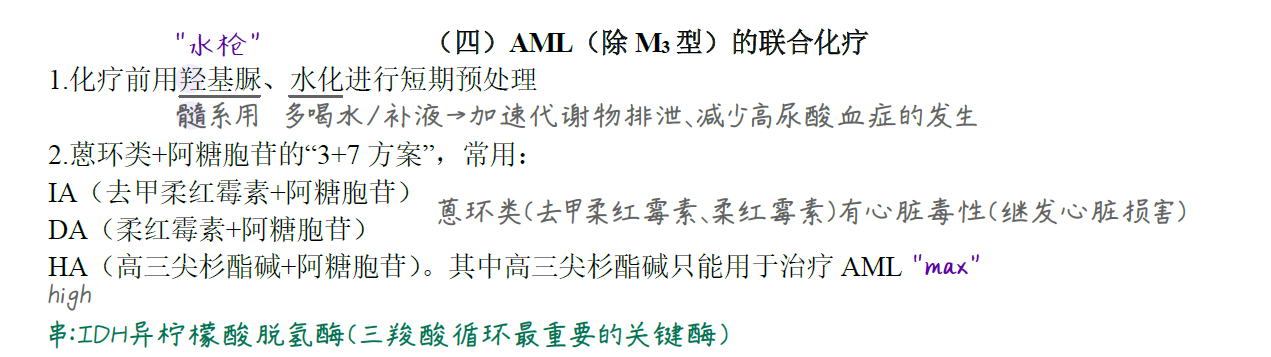 "水枪"
（四）AML（除 M3 型）的联合化疗
1.化疗前用羟基脲、水化进行短期预处理
髓系用 多喝水/补液→加速代谢物排泄、减少高尿酸血症的发生
2.蒽环类+阿糖胞苷的“3+7 方案”，常用：
IA（去甲柔红霉素+阿糖胞苷）
蒽环类(去甲柔红霉素、柔红霉素)有心脏毒性(继发心脏损害)
DA（柔红霉素+阿糖胞苷）
HA（高三尖杉酯碱+阿糖胞苷）。其中高三尖杉酯碱只能用于治疗 AML "max"
high
串:IDH异柠檬酸脱氢酶(三羧酸循环最重要的关键酶)